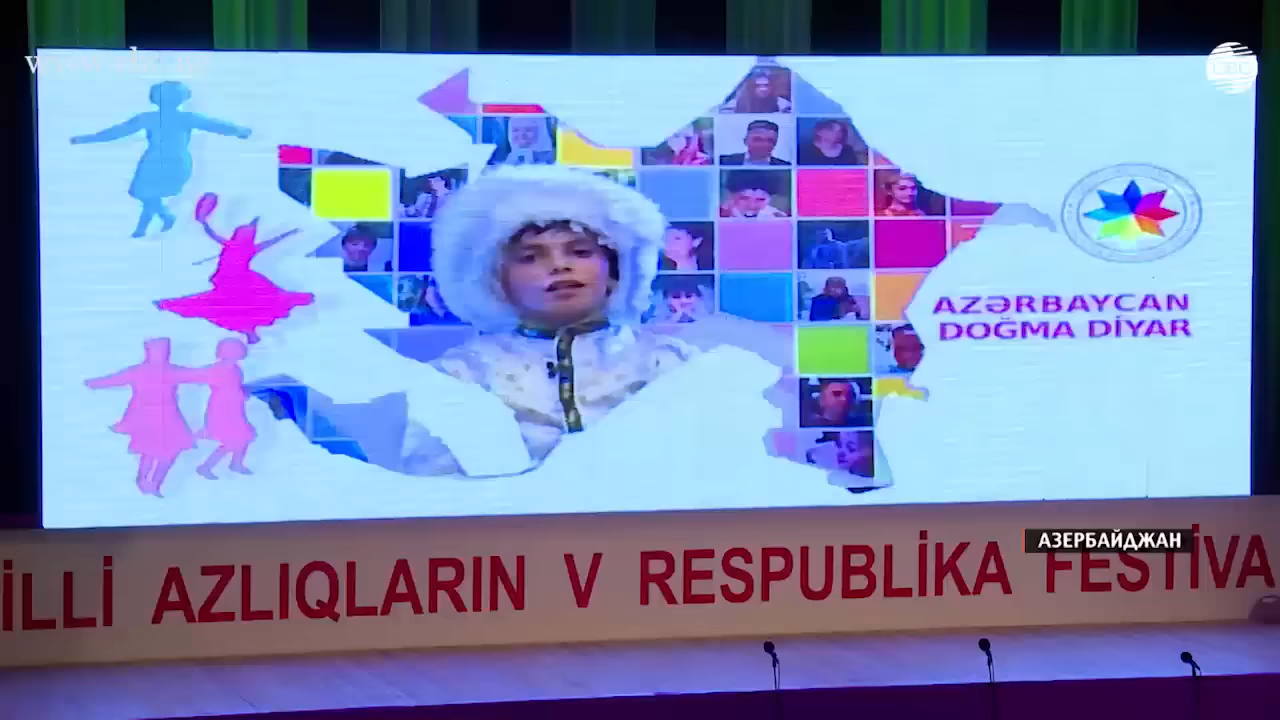 AZƏRBAYCAN
DOĞMA DİYAR
АЗЕРБАЙДЖАН
İLLİ AZLIQLARIN V RESPUBLİKA FESTİVA